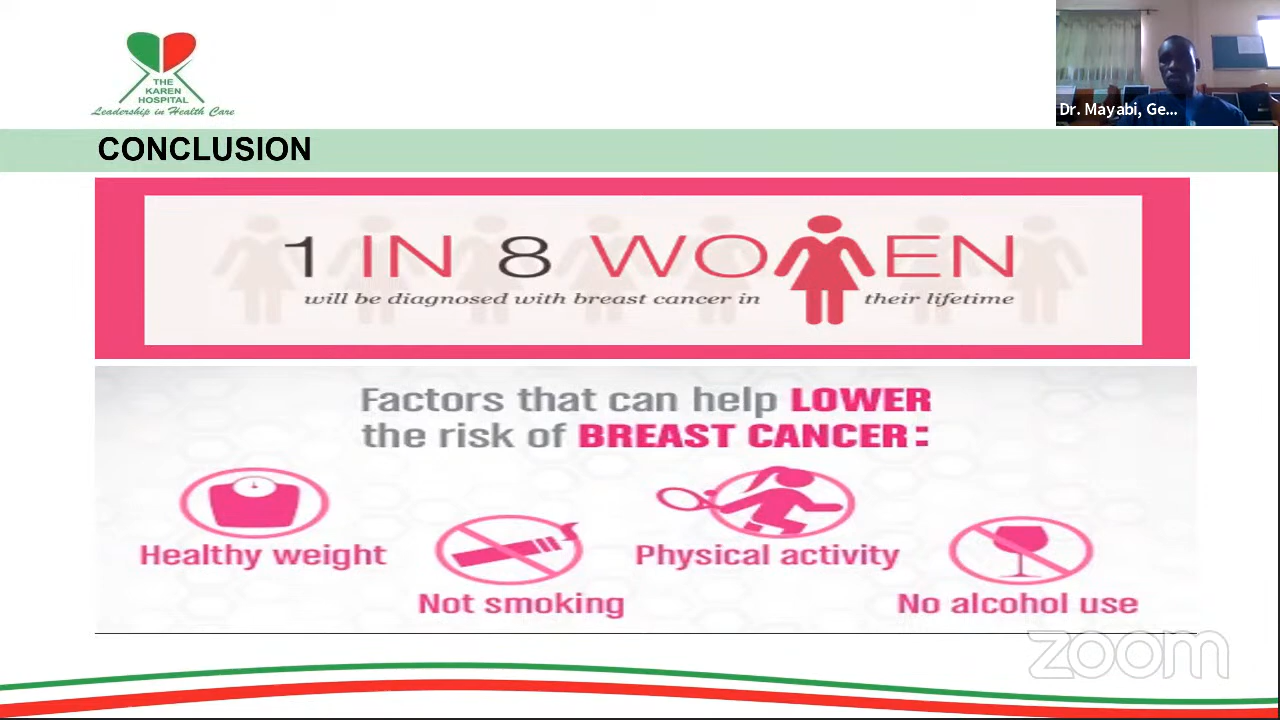 THE
KAREN
HOSPITAL
Leadership in Health Care
Dr. Mayabi, Ge...
CONCLUSION
1 IN 8 WOMEN
will be diagnosed with breast cancer in their lifetime
Factors that can help LOWER
the risk of BREAST CANCER:
Healthy weight
Physical activity
Not smoking
No alcohol use
zoom